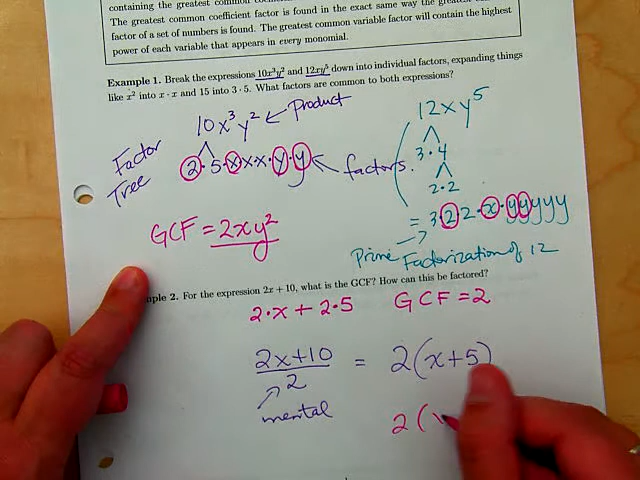 containing the greatest common
The greatest common coefficient factor is found in the exact same way the greatest
factor of a set of numbers is found. The greatest common variable factor will contain the highest
power of each variable that appears in every monomial.
Example 1. Break the expressions 10x³y² and 12xy⁵ down into individual factors, expanding things
like x² into x · x and 15 into 3 · 5. What factors are common to both expressions?
10x³y² ← Product
12xy⁵
Factor Tree
3·4
2·5·x·x·x·y·y ← factors.
2·2
= 3·2·2·x·yyyyy
GCF = 2xy²
Prime Factorization of 12
ple 2. For the expression 2x + 10, what is the GCF? How can this be factored?
2·x + 2·5 GCF = 2
2x+10 = 2(x+5)
2
mental
2(